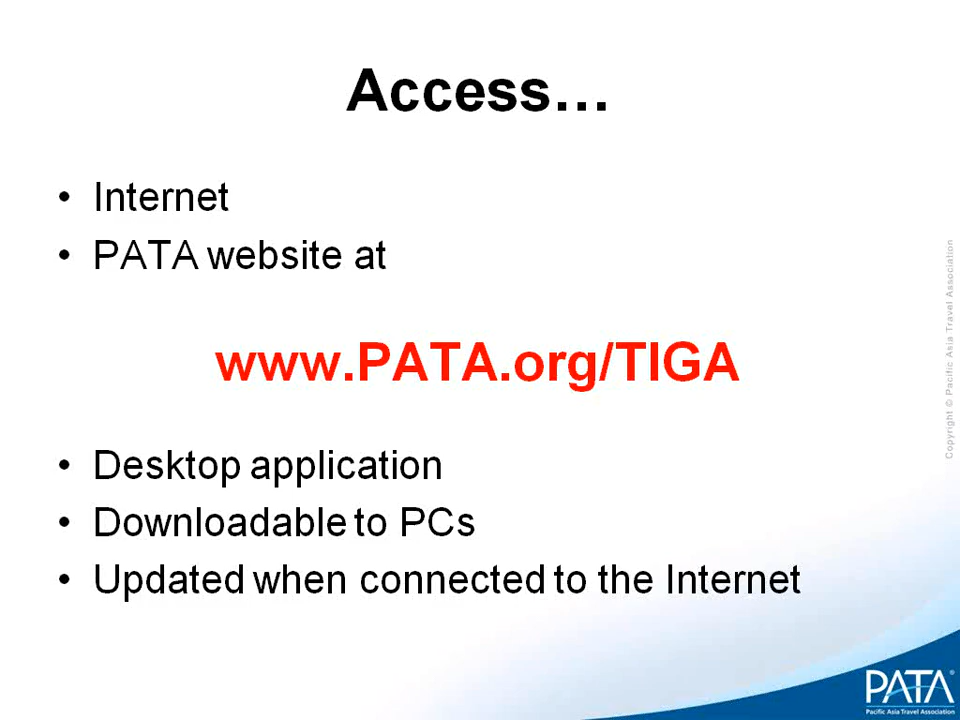 Access…
• Internet
• PATA website at
www.PATA.org/TIGA
• Desktop application
• Downloadable to PCs
• Updated when connected to the Internet
Copyright © Pacific Asia Travel Association
PATA®
Pacific Asia Travel Association